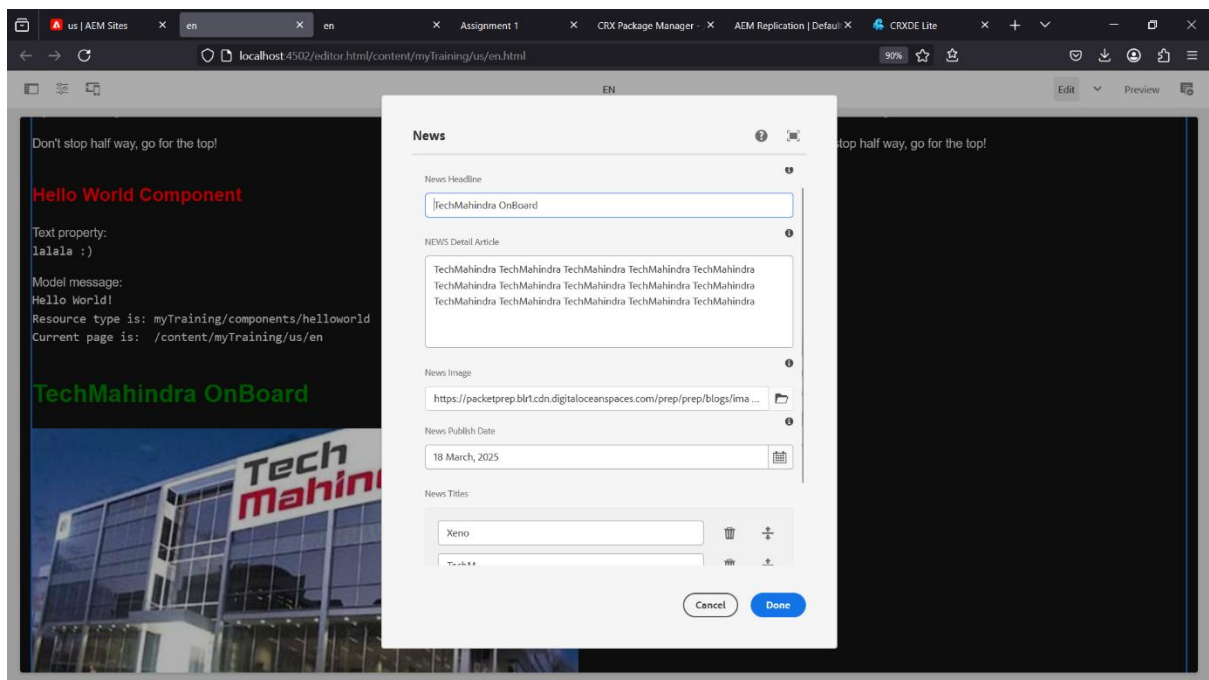 us | AEM Sites
en
en
Assignment 1
CRX Package Manager -
AEM Replication | Default
CRXDE Lite
localhost:4502/editor.html/content/myTraining/us/en.html
90%
EN
Edit
Preview
Don't stop half way, go for the top!
stop half way, go for the top!
Hello World Component
Text property:
lalala :)
Model message:
Hello World!
Resource type is: myTraining/components/helloworld
Current page is: /content/myTraining/us/en
TechMahindra OnBoard
Tech
Mahin
News
News Headline
TechMahindra OnBoard
NEWS Detail Article
TechMahindra TechMahindra TechMahindra TechMahindra TechMahindra
TechMahindra TechMahindra TechMahindra TechMahindra TechMahindra
TechMahindra TechMahindra TechMahindra TechMahindra TechMahindra
News Image
https://packetprep.blr1.cdn.digitaloceanspaces.com/prep/prep/blogs/ima ...
News Publish Date
18 March, 2025
News Titles
Xeno
TechM
Cancel
Done